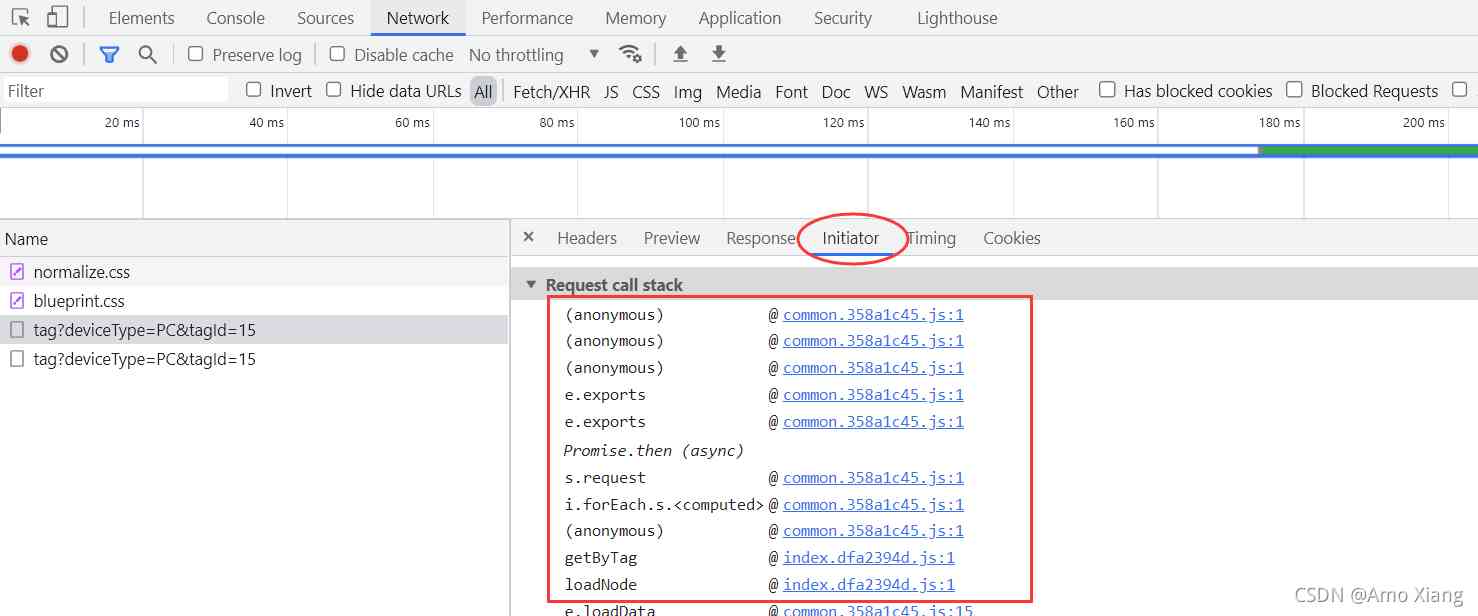 Elements Console Sources Network Performance Memory Application Security Lighthouse
Preserve log Disable cache No throttling
Filter Invert Hide data URLs All Fetch/XHR JS CSS Img Media Font Doc WS Wasm Manifest Other Has blocked cookies Blocked Requests
20 ms 40 ms 60 ms 80 ms 100 ms 120 ms 140 ms 160 ms 180 ms 200 ms
Name
normalize.css
blueprint.css
tag?deviceType=PC&tagId=15
tag?deviceType=PC&tagId=15
× Headers Preview Response Initiator Timing Cookies
Request call stack
(anonymous) @ common.358a1c45.js:1
(anonymous) @ common.358a1c45.js:1
(anonymous) @ common.358a1c45.js:1
e.exports @ common.358a1c45.js:1
e.exports @ common.358a1c45.js:1
Promise.then (async)
s.request @ common.358a1c45.js:1
i.forEach.s.<computed> @ common.358a1c45.js:1
(anonymous) @ common.358a1c45.js:1
getByTag @ index.dfa2394d.js:1
loadNode @ index.dfa2394d.js:1
e.loadData @ common.358a1c45.js:15
CSDN @Amo Xiang